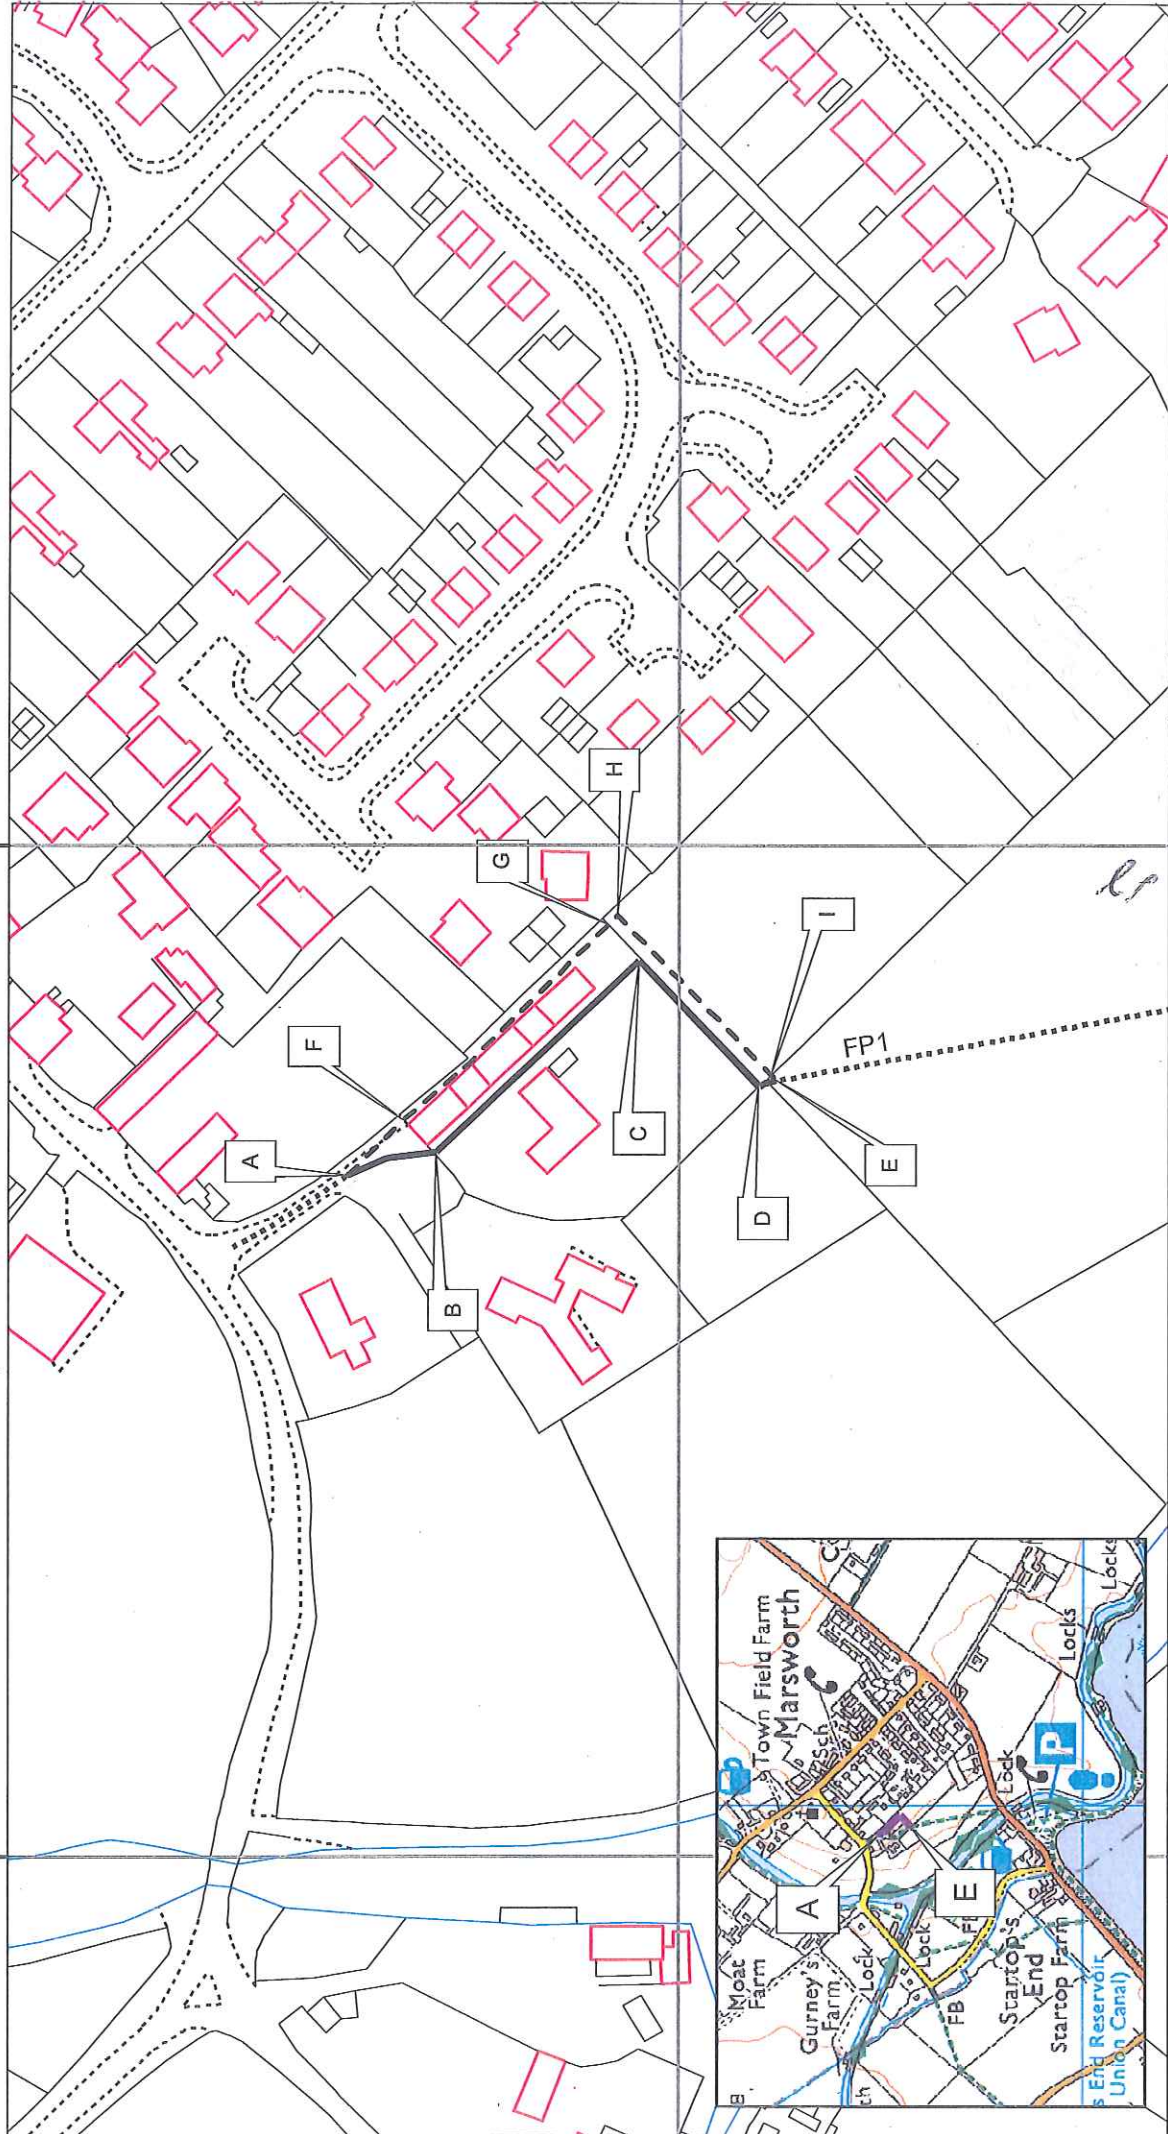 A
B
C
D
E
F
G
H
I
FP1
Town Field Farm
Marsworth
Sch
Moat
Farm
Gurney's
Farm
A
E
Lock
Lock
Lock
P
FB
Startop's
End
Startop Farm
Locks
Locks
s End Reservoir
Union Canal)